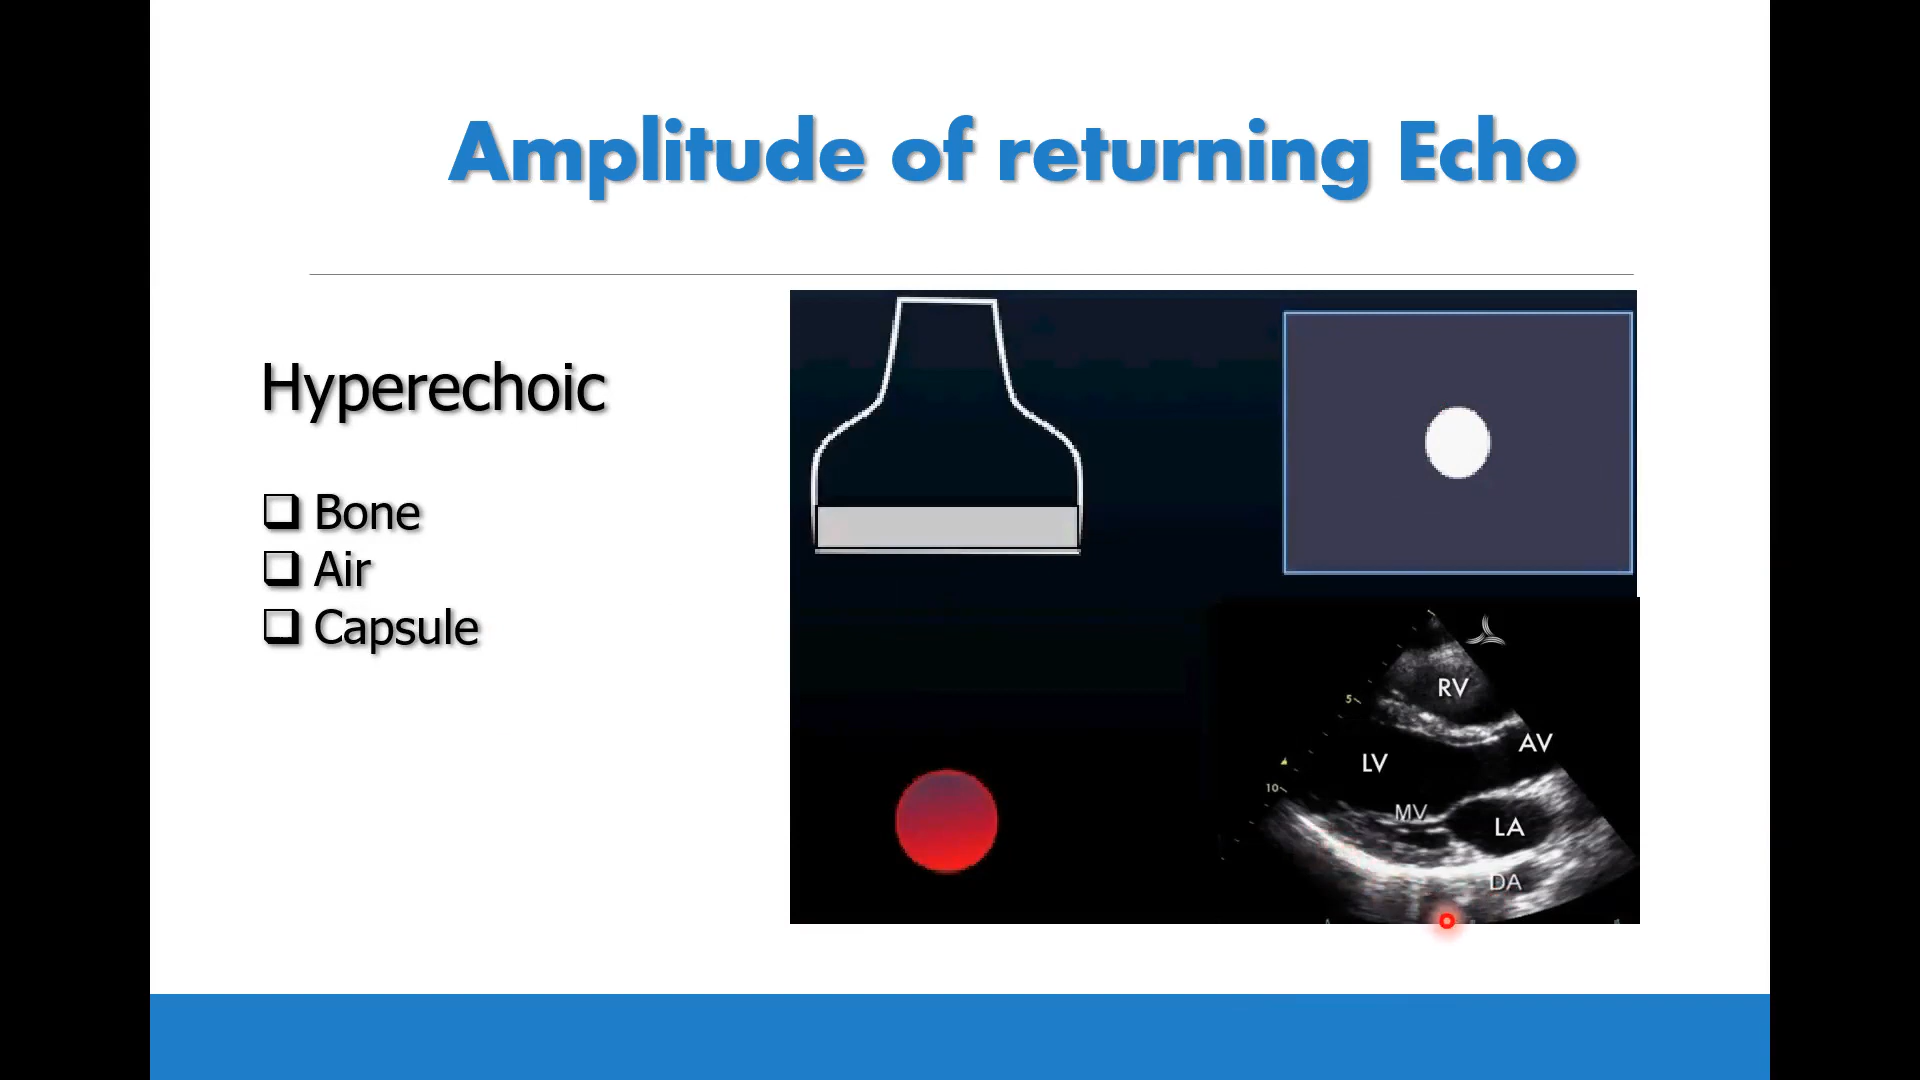 Amplitude of returning Echo
Hyperechoic
Bone
Air
Capsule
RV
5
AV
LV
10
MV
LA
DA